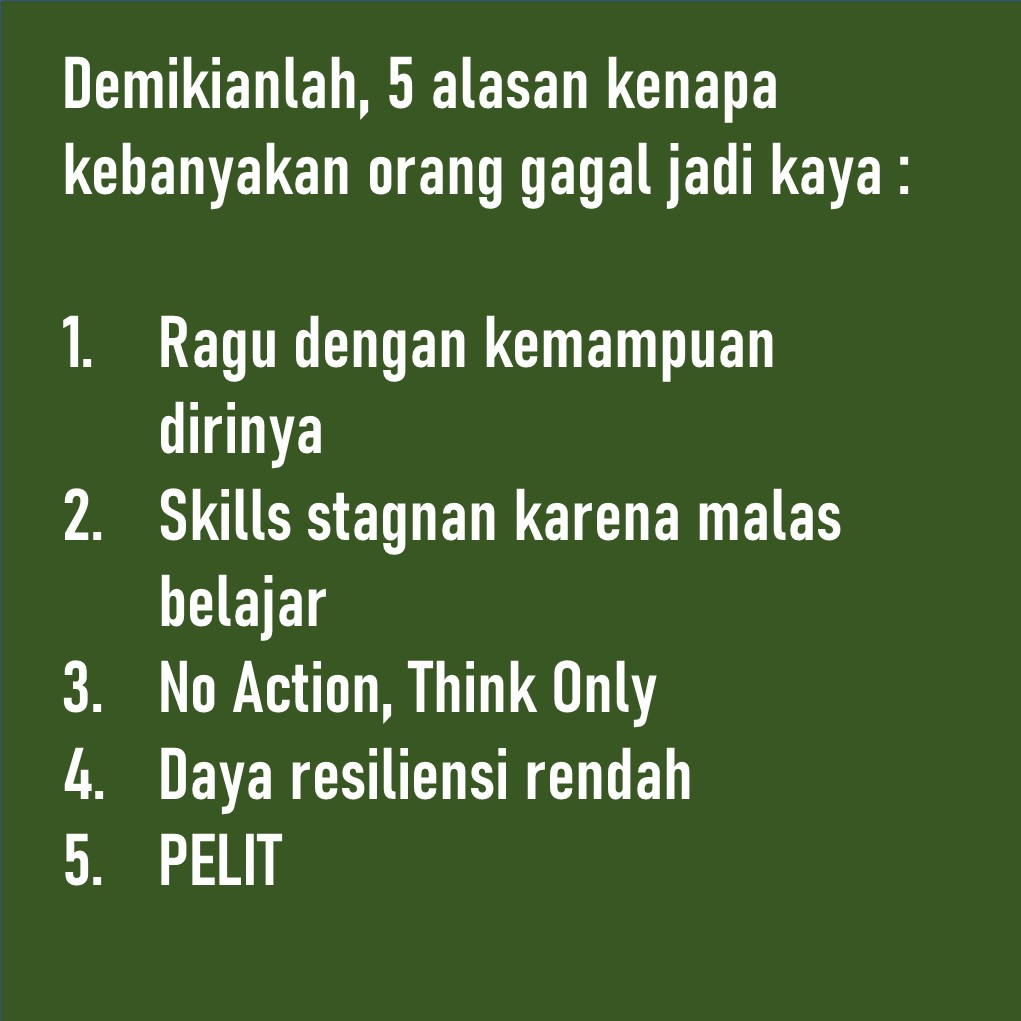 Demikianlah, 5 alasan kenapa
kebanyakan orang gagal jadi kaya :
1. Ragu dengan kemampuan
dirinya
2. Skills stagnan karena malas
belajar
3. No Action, Think Only
4. Daya resiliensi rendah
5. PELIT